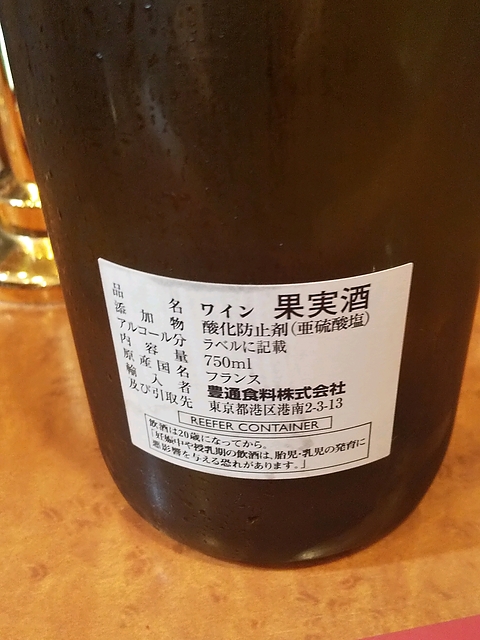 品名 ワイン 果実酒
添加物 酸化防止剤(亜硫酸塩)
アルコール分 ラベルに記載
内容量 750ml
原産国名 フランス
輸入者 豊通食料株式会社
及び引取先 東京都港区港南2-3-13
REEFER CONTAINER
飲酒は20歳になってから。
「妊娠中や授乳期の飲酒は、胎児・乳児の発育に
悪影響を与える恐れがあります。」